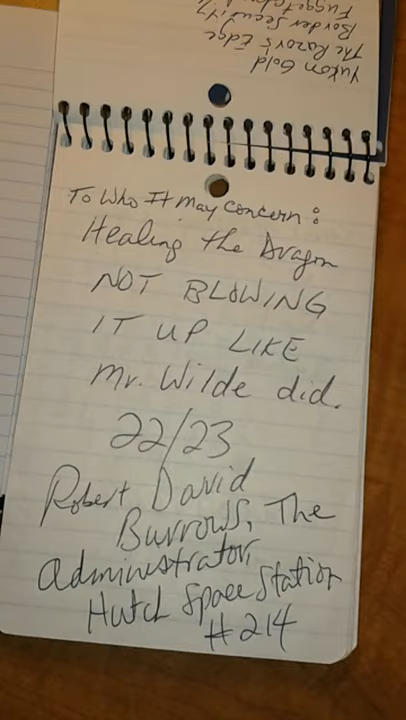 Yukon Gold
The Razor's Edge
Border Security
To Who It May Concern:
Healing the Dragon
NOT BLOWING
IT UP LIKE
Mr. Wilde did.
22/23
Robert David
Burrows, The
Administrator,
Hutch Space Station
#214